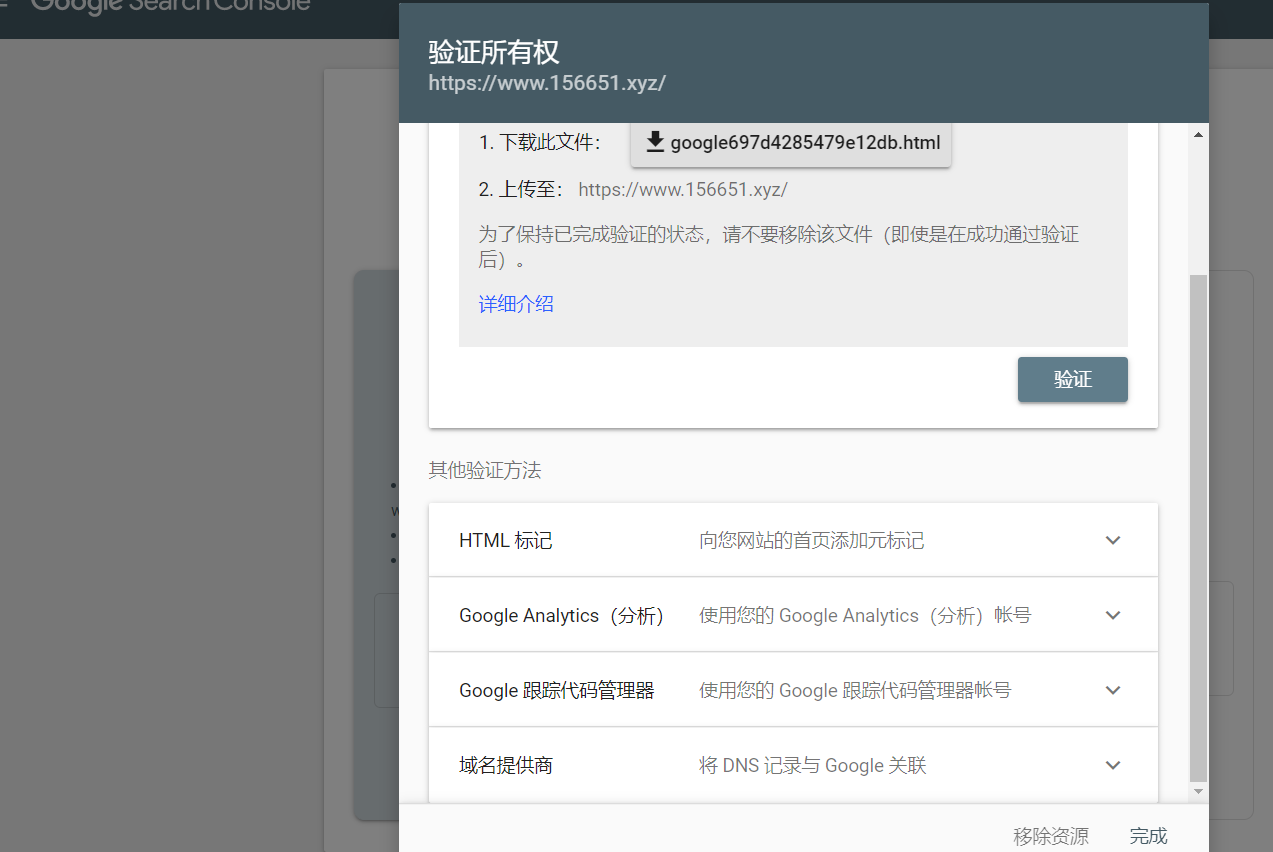 Google Search Console
验证所有权
https://www.156651.xyz/
1. 下载此文件： google697d4285479e12db.html
2. 上传至： https://www.156651.xyz/
为了保持已完成验证的状态，请不要移除该文件（即使是在成功通过验证
后）。
详细介绍
验证
其他验证方法
HTML 标记 向您网站的首页添加元标记
Google Analytics（分析） 使用您的 Google Analytics（分析）帐号
Google 跟踪代码管理器 使用您的 Google 跟踪代码管理器帐号
域名提供商 将 DNS 记录与 Google 关联
移除资源 完成